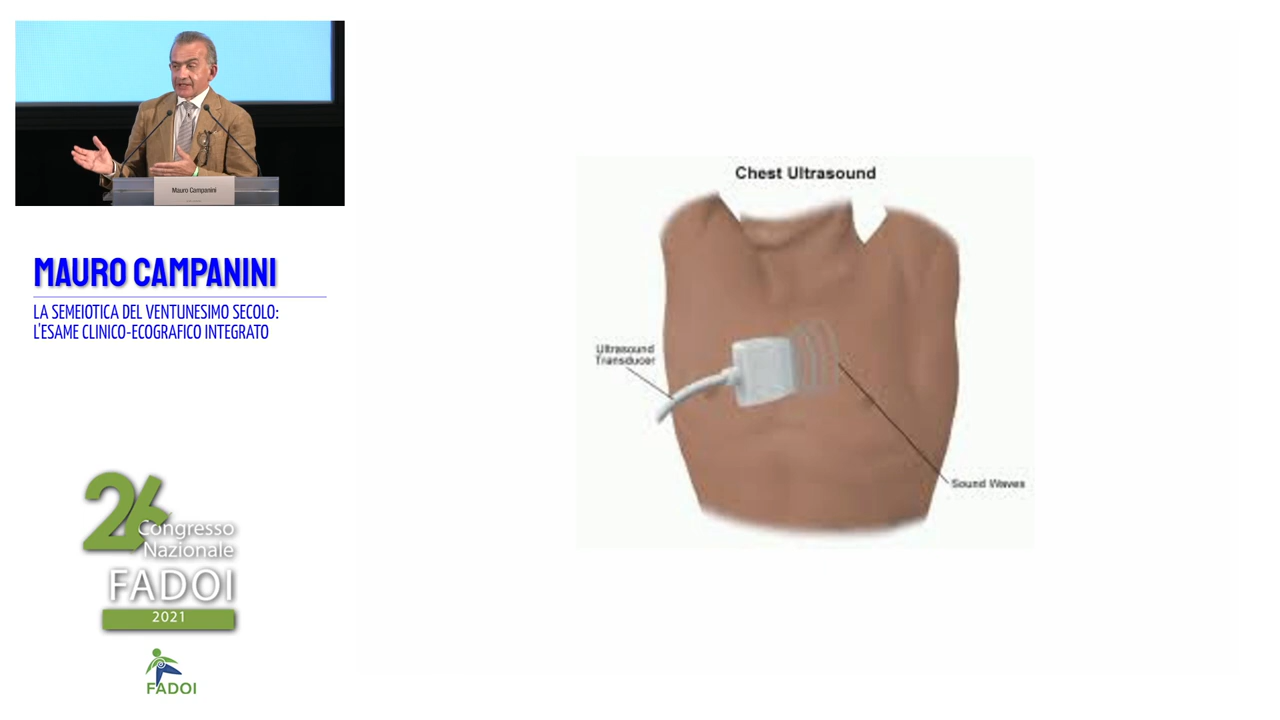 Mauro Campanini
MAURO CAMPANINI
LA SEMEIOTICA DEL VENTUNESIMO SECOLO:
L'ESAME CLINICO-ECOGRAFICO INTEGRATO
26
Congresso
Nazionale
FADOI
2021
FADOI
Chest Ultrasound
Ultrasound
Transducer
Sound Waves